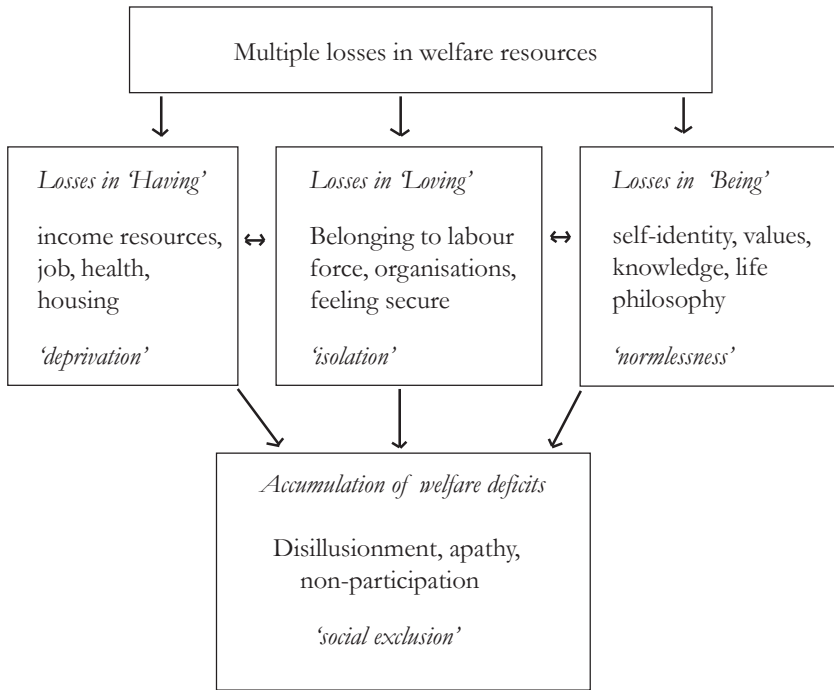 Multiple losses in welfare resources
Losses in ‘Having’
income resources,
job, health,
housing
‘deprivation’
Losses in ‘Loving’
Belonging to labour
force, organisations,
feeling secure
‘isolation’
Losses in ‘Being’
self-identity, values,
knowledge, life
philosophy
‘normlessness’
Accumulation of welfare deficits
Disillusionment, apathy,
non-participation
‘social exclusion’